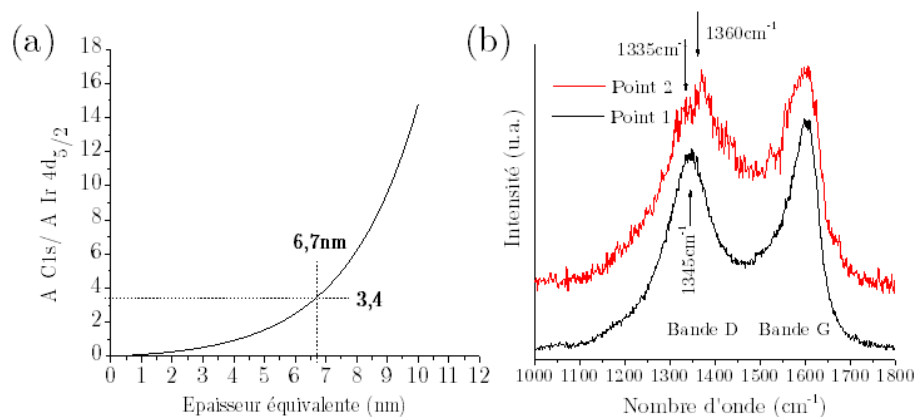 (a)
18
16
14
12
10
8
6
4
2
0
A C1s/ A Ir 4d5/2
6,7nm
3,4
0 1 2 3 4 5 6 7 8 9 10 11 12
Epaisseur équivalente (nm)
(b)
1360cm-1
1335cm-1
Point 2
Point 1
1345cm-1
Intensité (u.a.)
Bande D
Bande G
1000 1100 1200 1300 1400 1500 1600 1700 1800
Nombre d'onde (cm-1)